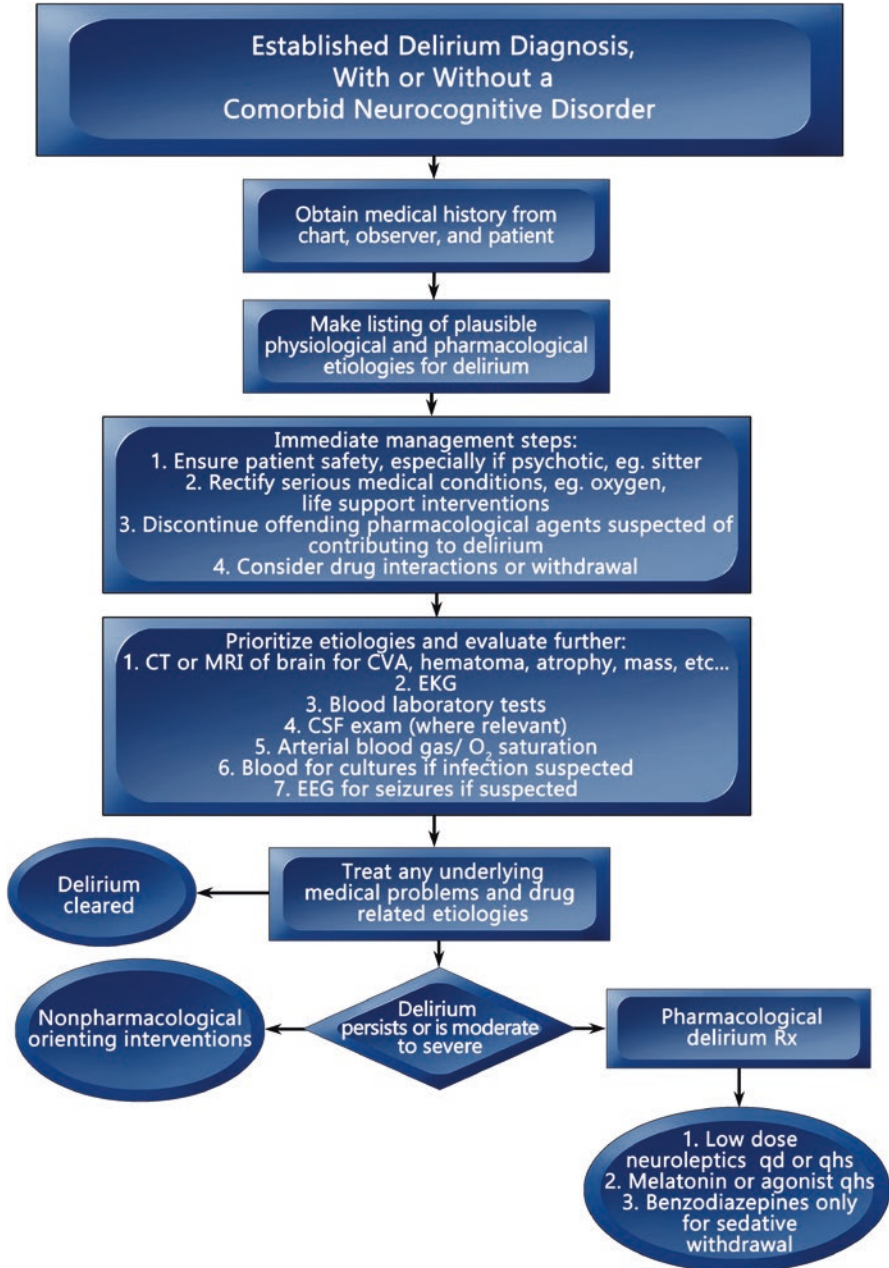 Established Delirium Diagnosis,
With or Without a
Comorbid Neurocognitive Disorder
Obtain medical history from
chart, observer, and patient
Make listing of plausible
physiological and pharmacological
etiologies for delirium
Immediate management steps:
1. Ensure patient safety, especially if psychotic, eg. sitter
2. Rectify serious medical conditions, eg. oxygen,
life support interventions
3. Discontinue offending pharmacological agents suspected of
contributing to delirium
4. Consider drug interactions or withdrawal
Prioritize etiologies and evaluate further:
1. CT or MRI of brain for CVA, hematoma, atrophy, mass, etc...
2. EKG
3. Blood laboratory tests
4. CSF exam (where relevant)
5. Arterial blood gas/ O₂ saturation
6. Blood for cultures if infection suspected
7. EEG for seizures if suspected
Treat any underlying
medical problems and drug
related etiologies
Delirium
cleared
Delirium
persists or is moderate
to severe
Nonpharmacological
orienting interventions
Pharmacological
delirium Rx
1. Low dose
neuroleptics qd or qhs
2. Melatonin or agonist qhs
3. Benzodiazepines only
for sedative
withdrawal